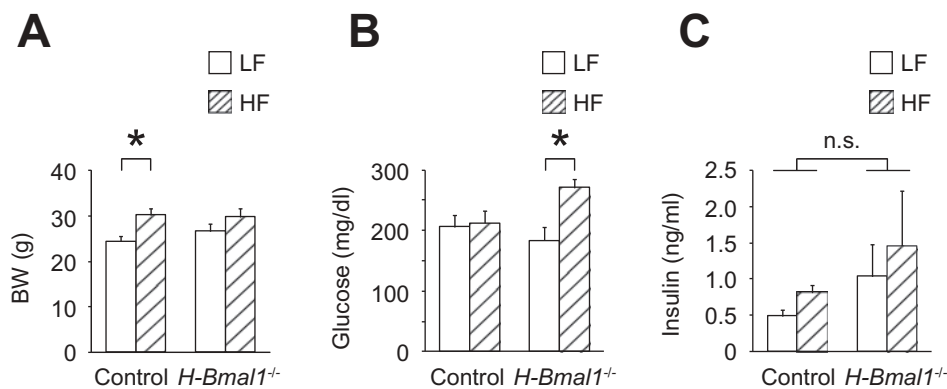 A
LF
HF
*
40
30
20
10
0
BW (g)
Control H-Bmal1-/-
B
LF
HF
*
300
200
100
0
Glucose (mg/dl)
Control H-Bmal1-/-
C
LF
HF
n.s.
2.5
2.0
1.5
1.0
0.5
0
Insulin (ng/ml)
Control H-Bmal1-/-